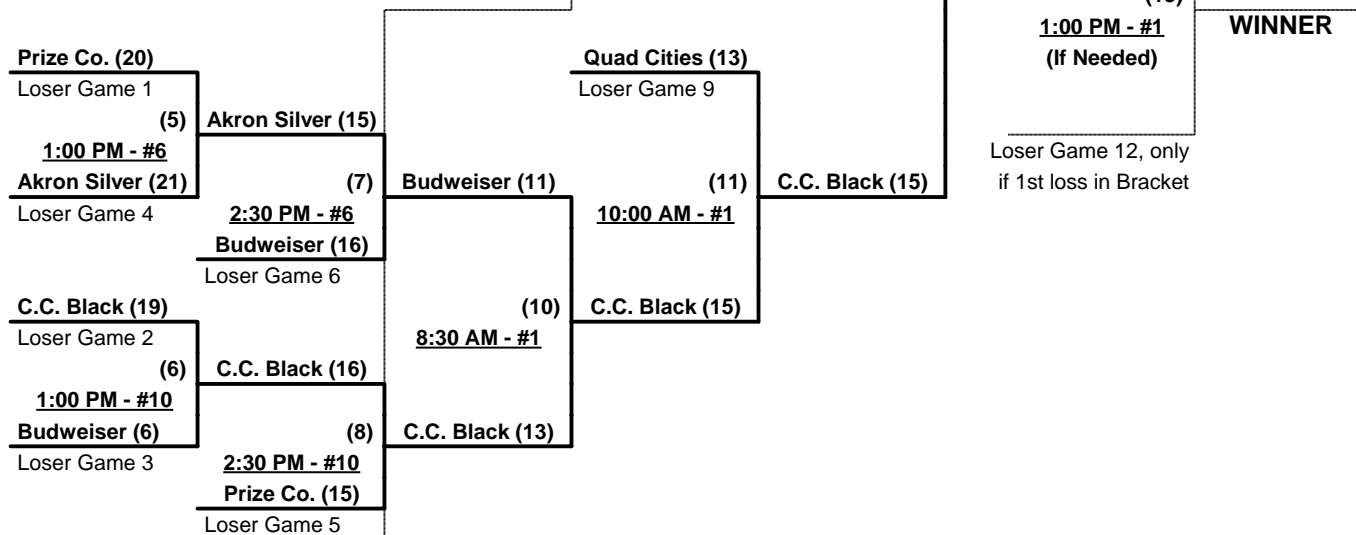 1:00 PM - #1
WINNER
Prize Co. (20)
Quad Cities (13)
(If Needed)
Loser Game 1
Loser Game 9
(5)
Akron Silver (15)
1:00 PM - #6
Loser Game 12, only
Akron Silver (21)
(7)
Budweiser (11)
(11)
C.C. Black (15)
if 1st loss in Bracket
Loser Game 4
2:30 PM - #6
10:00 AM - #1
Budweiser (16)
Loser Game 6
C.C. Black (19)
(10)
C.C. Black (15)
Loser Game 2
8:30 AM - #1
(6)
C.C. Black (16)
1:00 PM - #10
Budweiser (6)
(8)
C.C. Black (13)
Loser Game 3
2:30 PM - #10
Prize Co. (15)
Loser Game 5